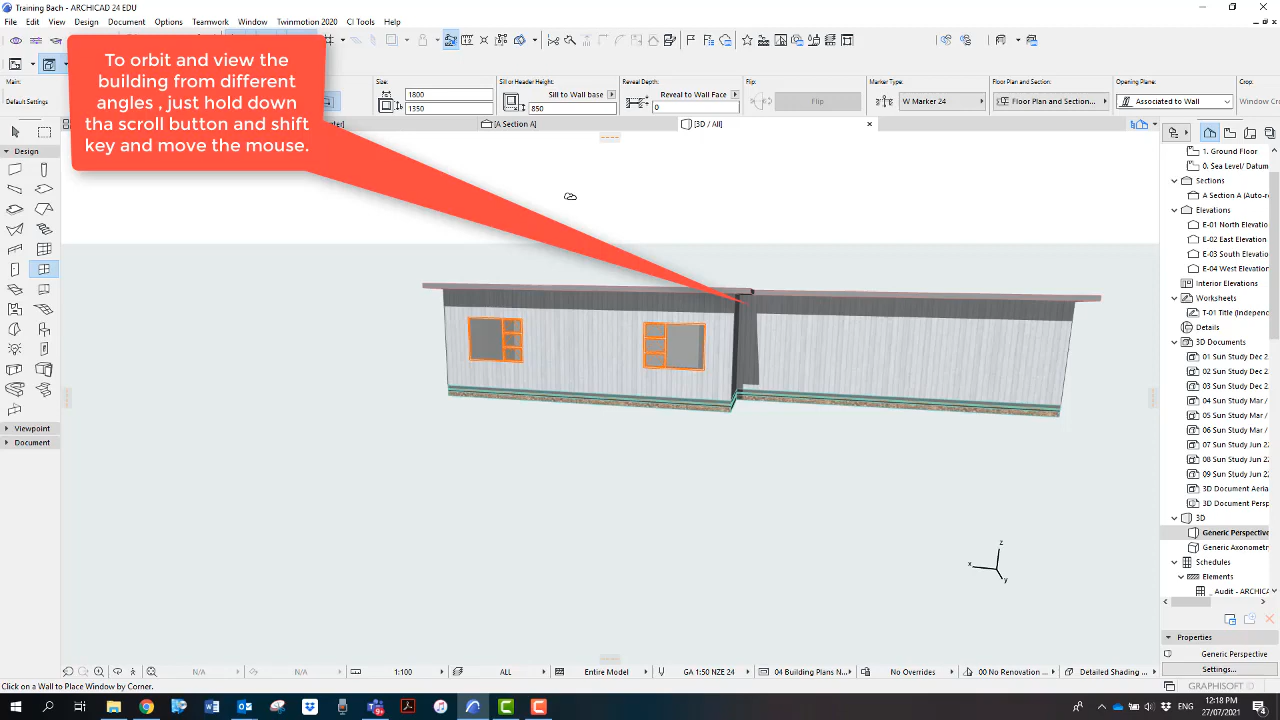 Training Bach - ARCHICAD 24 EDU
File Edit View Design Document Options Teamwork Window Twinmotion 2020 CI Tools Help
To orbit and view the
building from different
angles , just hold down
tha scroll button and shift
key and move the mouse.
Default Settings
Size:
1800
1350
Sill or Header Height:
Sill to Wall base
850
Reveal Depth:
Reveal to Wall Face
0
Flip:
Flip
Marker Type:
W Marker 24
Floor Plan and Section:
Floor Plan and Section...
Opening Plane:
Associated to Wall
Crop:
Window Cr
[A Section A]
[3D / All]
Design
Viewpoint
Document
1. Ground Floor
0. Sea Level/ Datum
Sections
A Section A (Auto-r
Elevations
E-01 North Elevatio
E-02 East Elevation
E-03 South Elevatio
E-04 West Elevatior
Interior Elevations
Worksheets
T-01 Title (Indepenc
Details
3D Documents
01 Sun Study Dec 2
02 Sun Study Dec 2
03 Sun Study Dec 2
04 Sun Study Mar /
05 Sun Study Mar /
06 Sun Study Mar /
07 Sun Study Jun 22
08 Sun Study Jun 22
09 Sun Study Jun 22
3D Document Axon
3D Document Persp
3D
Generic Perspective
Generic Axonometr
Schedules
Elements
Audit - ARCHICA
Properties
Generic Perspective
Settings...
x
y
z
N/A
N/A
1:100
ALL
Entire Model
GA 1:50 NZE 24
04 Building Plans N...
No Overrides
00 No Renovation ...
Detailed Shading...
Click on a Wall to Place Window by Corner.
GRAPHISOFT
12:18 PM
27/07/2021